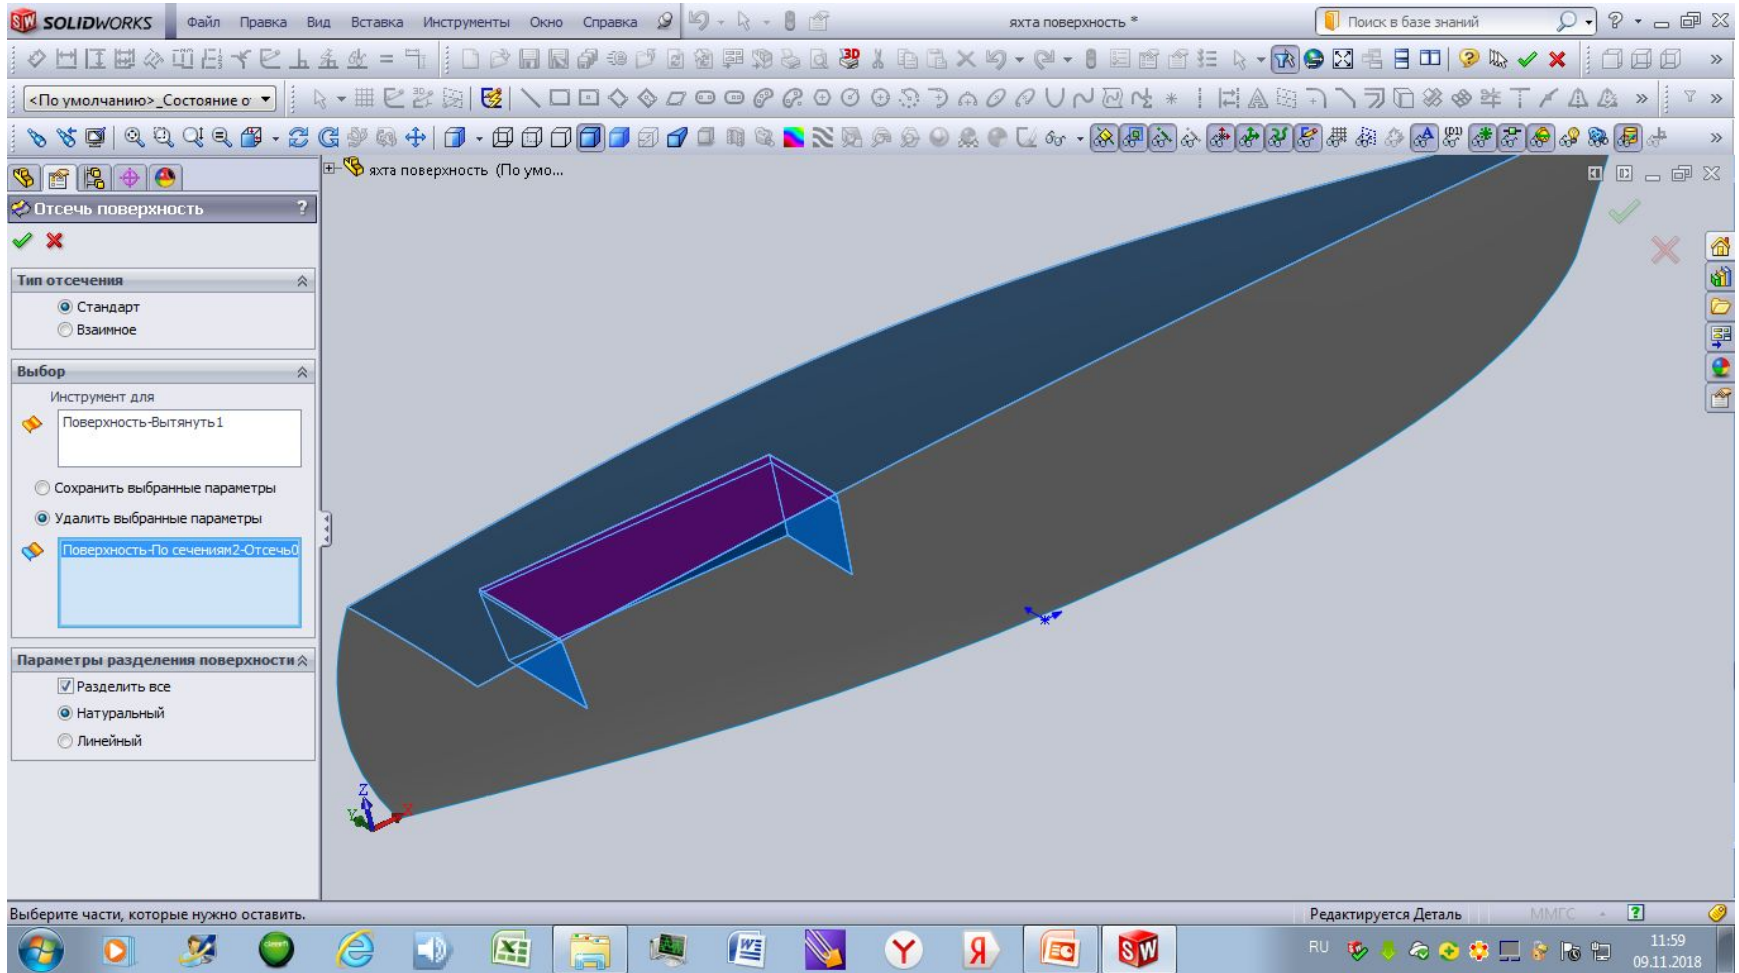 SOLIDWORKS Файл Правка Вид Вставка Инструменты Окно Справка яхта поверхность * Поиск в базе знаний
<По умолчанию>_Состояние о
яхта поверхность (По умо...
Отсечь поверхность ?
Тип отсечения
Стандарт
Взаимное
Выбор
Инструмент для
Поверхность-Вытянуть1
Сохранить выбранные параметры
Удалить выбранные параметры
Поверхность-По сечениям2-Отсечь0
Параметры разделения поверхности
Разделить все
Натуральный
Линейный
Z
Y X
Выберите части, которые нужно оставить. Редактируется Деталь ММГС
RU 11:59
09.11.2018